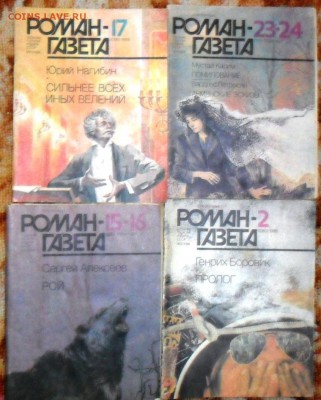 COINS.LAVE.RU
РОМАН-17
ГАЗЕТА
Юрий Нагибин
СИЛЬНЕЕ ВСЕХ
ИНЫХ ВЕЛЕНИЙ
РОМАН-23-24
ГАЗЕТА
ПОМИЛОВАНИЕ
РОМАН-15-16
ГАЗЕТА
Сергей Алексеев
РОЙ
РОМАН-2
ГАЗЕТА
Генрих Боровик
ПРОЛОГ